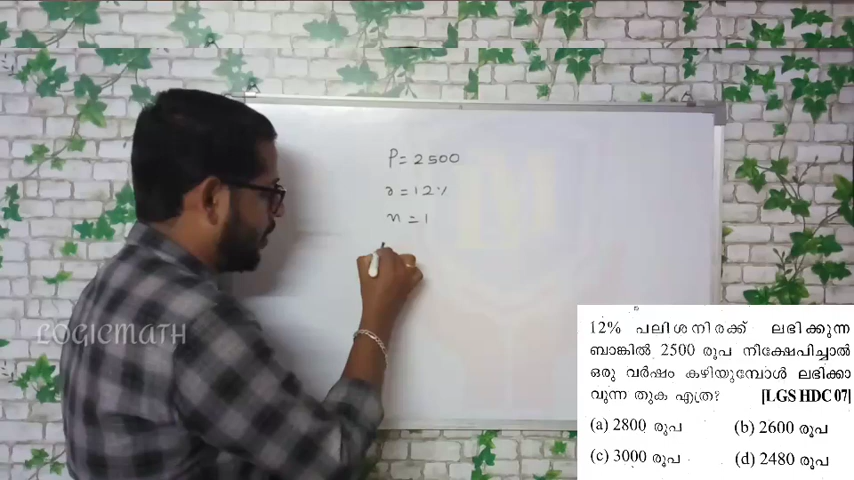 P = 2500
r = 12%
n = 1
LOGICMATH
12% പലിശനിരക്ക് ലഭിക്കുന്ന
ബാങ്കിൽ 2500 രൂപ നിക്ഷേപിച്ചാൽ
ഒരു വർഷം കഴിയുമ്പോൾ ലഭിക്കാ
വുന്ന തുക എത്ര? [LGS HDC 07]
(a) 2800 രൂപ (b) 2600 രൂപ
(c) 3000 രൂപ (d) 2480 രൂപ